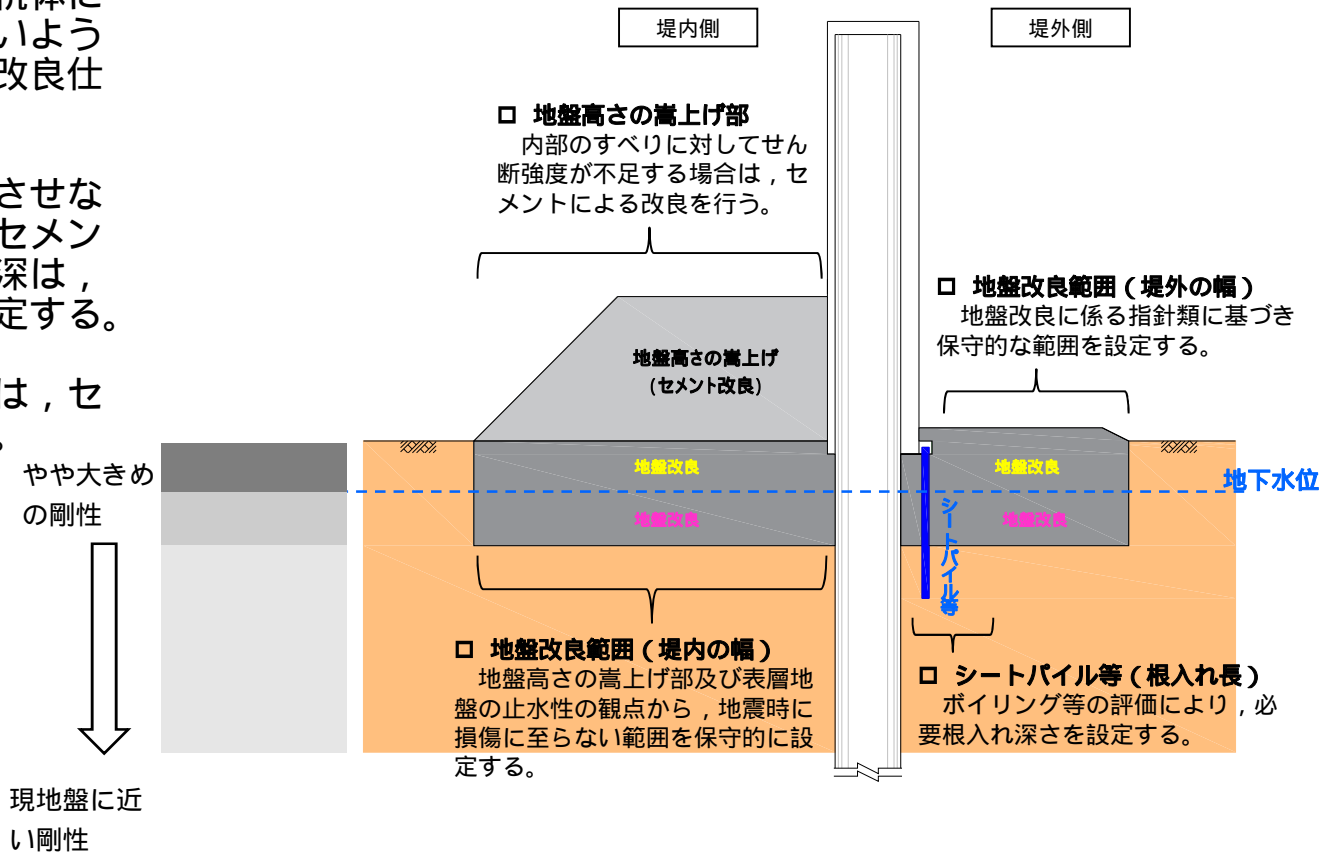 杭体に
いよう
改良仕
させな
セメン
深は，
定する。
は，セ
。
やや大きめ
の剛性
現地盤に近
い剛性
堤内側
堤外側
□ 地盤高さの嵩上げ部
内部のすべりに対してせん
断強度が不足する場合は，セ
メントによる改良を行う。
□ 地盤改良範囲（堤外の幅）
地盤改良に係る指針類に基づき
保守的な範囲を設定する。
地盤高さの嵩上げ
(セメント改良)
地盤改良
地盤改良
地下水位
地盤改良
地盤改良
シートパイル等
□ 地盤改良範囲（堤内の幅）
地盤高さの嵩上げ部及び表層地
盤の止水性の観点から，地震時に
損傷に至らない範囲を保守的に設
定する。
□ シートパイル等（根入れ長）
ボイリング等の評価により，必
要根入れ深さを設定する。